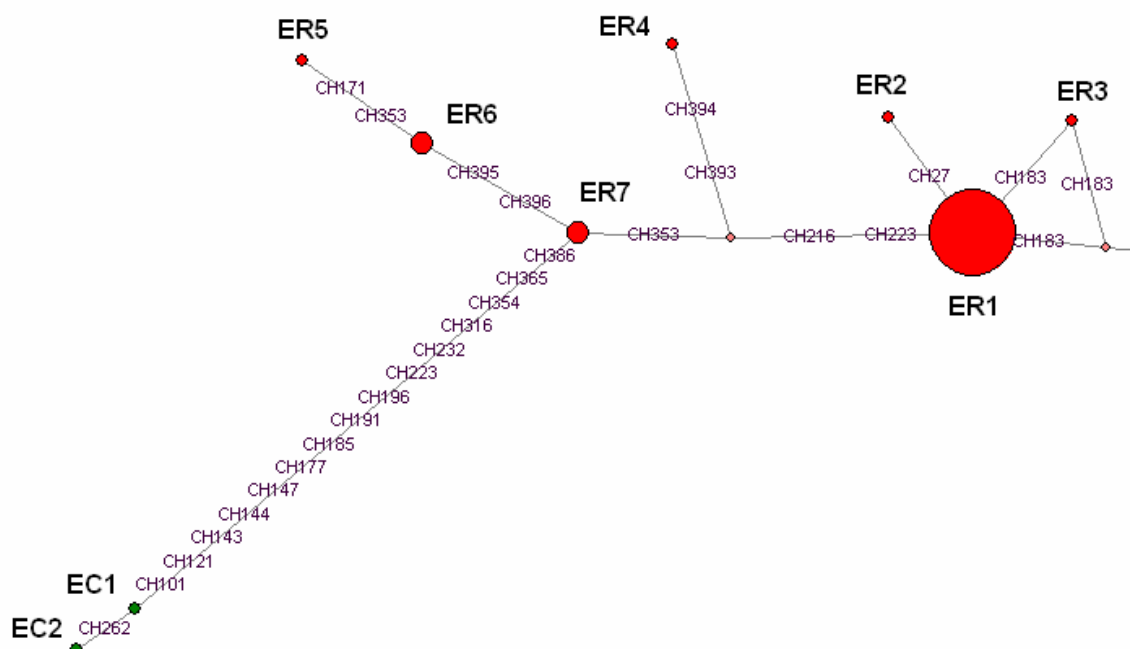 ER5
ER4
ER2
ER3
CH171
CH353
ER6
CH394
CH27
CH183
CH183
CH395
CH393
CH396
ER7
CH353
CH216
CH223
CH183
ER1
CH386
CH365
CH354
CH316
CH232
CH223
CH196
CH191
CH185
CH177
CH147
CH144
CH143
CH121
CH101
EC1
CH262
EC2